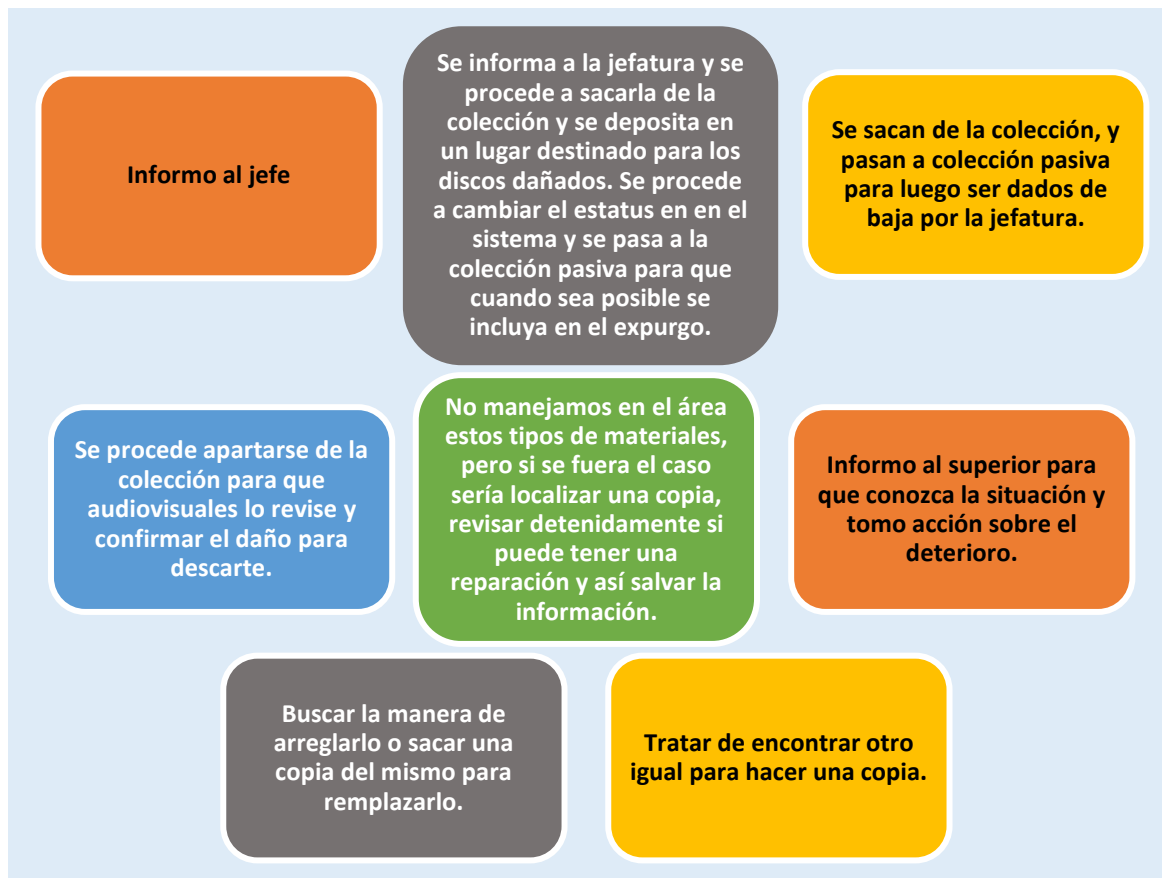 Informo al jefe
Se informa a la jefatura y se
procede a sacarla de la
colección y se deposita en
un lugar destinado para los
discos dañados. Se procede
a cambiar el estatus en en el
sistema y se pasa a la
colección pasiva para que
cuando sea posible se
incluya en el expurgo.
Se sacan de la colección, y
pasan a colección pasiva
para luego ser dados de
baja por la jefatura.
Se procede apartarse de la
colección para que
audiovisuales lo revise y
confirmar el daño para
descarte.
No manejamos en el área
estos tipos de materiales,
pero si se fuera el caso
sería localizar una copia,
revisar detenidamente si
puede tener una
reparación y así salvar la
información.
Informo al superior para
que conozca la situación y
tomo acción sobre el
deterioro.
Buscar la manera de
arreglarlo o sacar una
copia del mismo para
remplazarlo.
Tratar de encontrar otro
igual para hacer una copia.